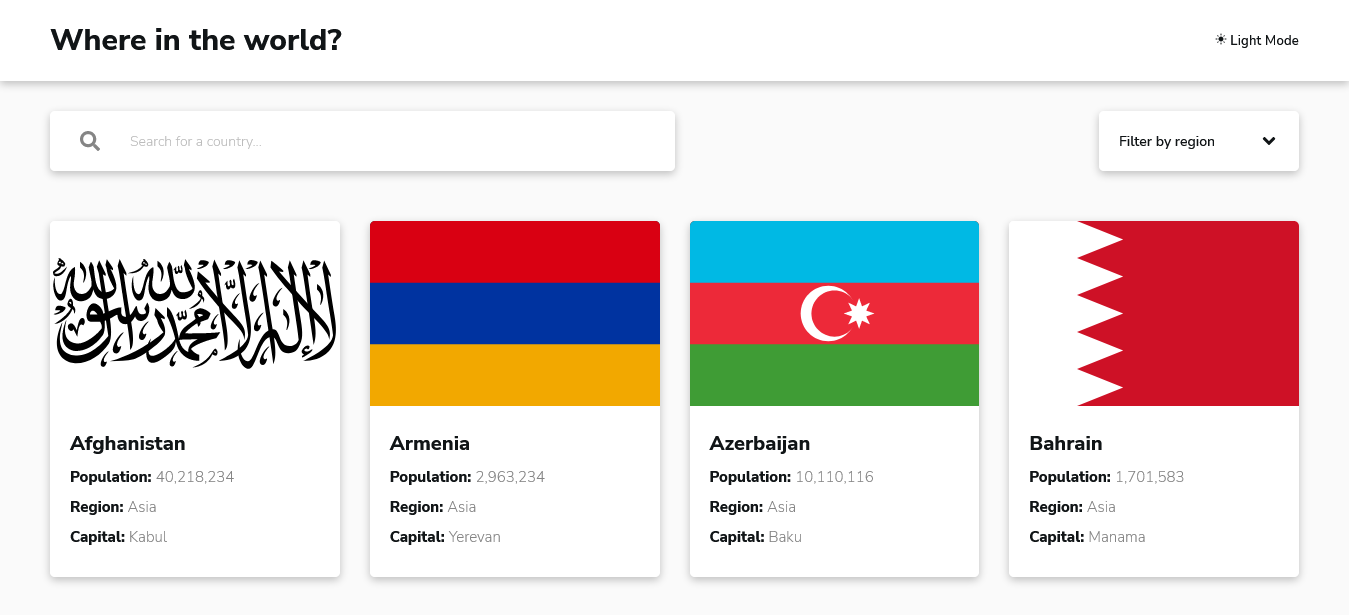 Where in the world?
Light Mode
Search for a country...
Filter by region
لا إله إلا الله محمد رسول الله
Afghanistan
Population: 40,218,234
Region: Asia
Capital: Kabul
Armenia
Population: 2,963,234
Region: Asia
Capital: Yerevan
Azerbaijan
Population: 10,110,116
Region: Asia
Capital: Baku
Bahrain
Population: 1,701,583
Region: Asia
Capital: Manama